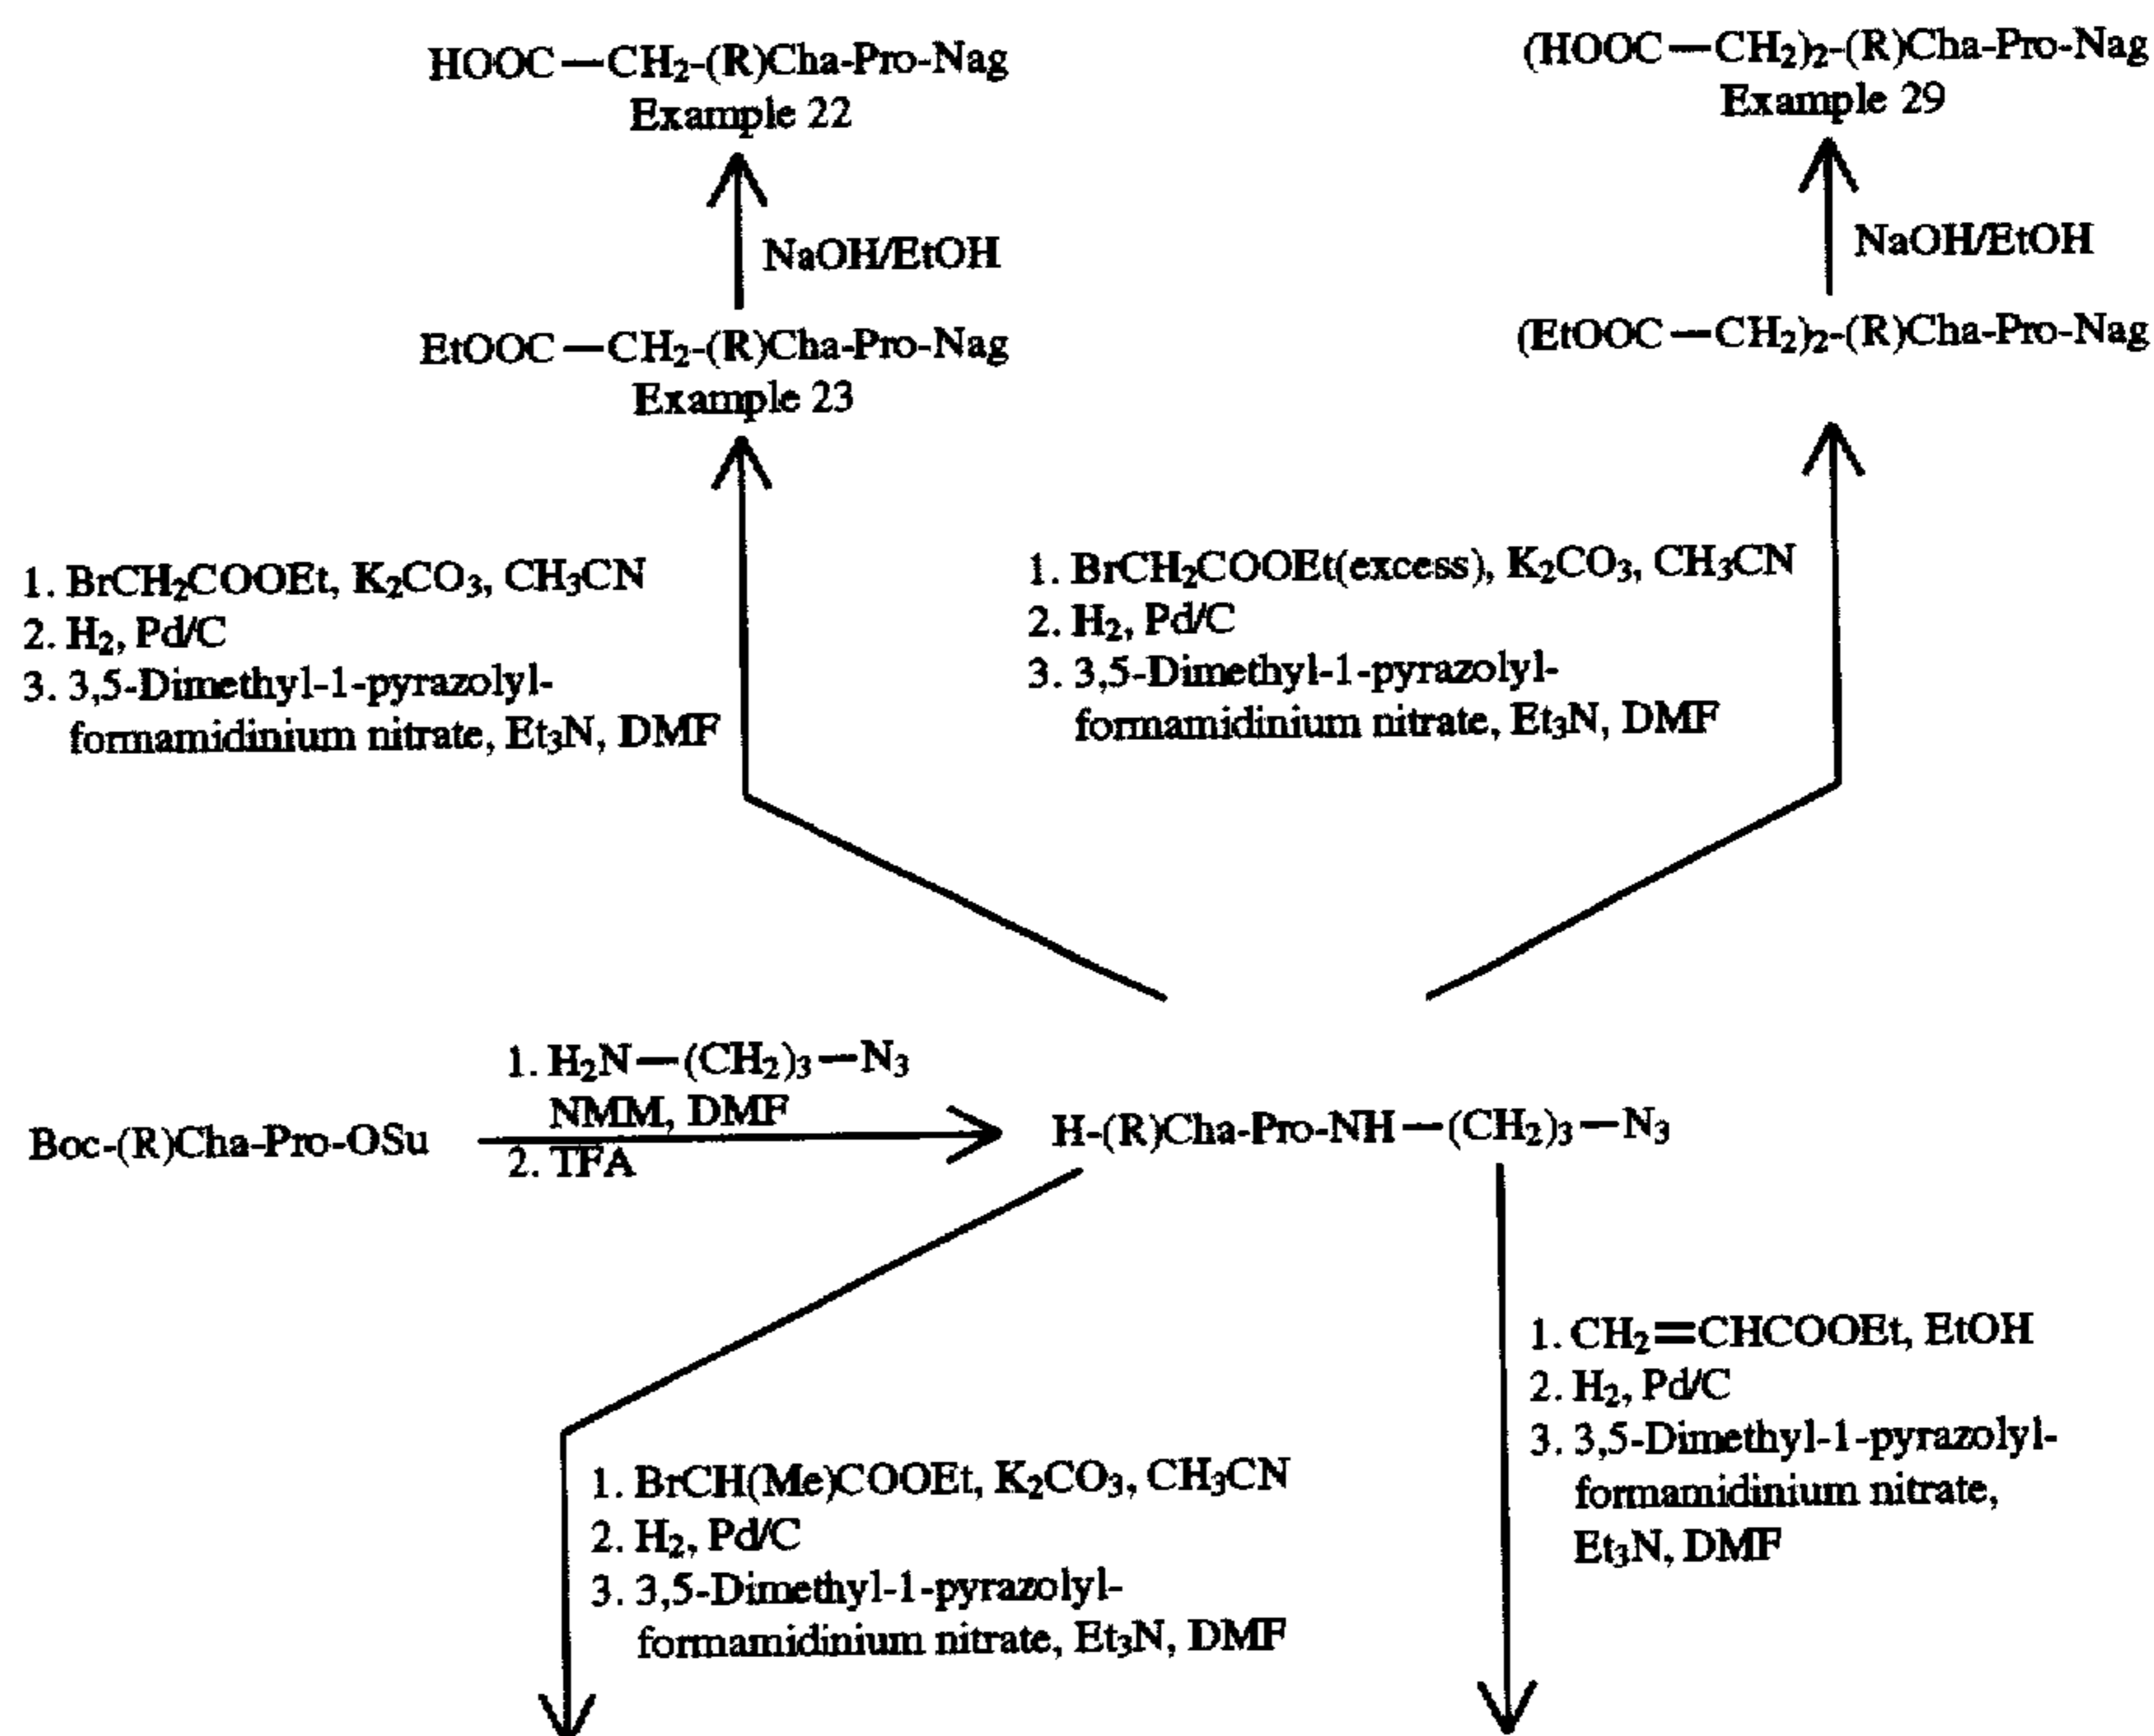 HOOC—CH₂-(R)Cha-Pro-Nag
Example 22
(HOOC—CH₂)₂-(R)Cha-Pro-Nag
Example 29
NaOH/EtOH
NaOH/EtOH
EtOOC—CH₂-(R)Cha-Pro-Nag
Example 23
(EtOOC—CH₂)₂-(R)Cha-Pro-Nag
1. BrCH₂COOEt, K₂CO₃, CH₃CN
2. H₂, Pd/C
3. 3,5-Dimethyl-1-pyrazolyl-
formamidinium nitrate, Et₃N, DMF
1. BrCH₂COOEt(excess), K₂CO₃, CH₃CN
2. H₂, Pd/C
3. 3,5-Dimethyl-1-pyrazolyl-
formamidinium nitrate, Et₃N, DMF
Boc-(R)Cha-Pro-OSu
1. H₂N—(CH₂)₃—N₃
NMM, DMF
2. TFA
H-(R)Cha-Pro-NH—(CH₂)₃—N₃
1. CH₂=CHCOOEt, EtOH
2. H₂, Pd/C
3. 3,5-Dimethyl-1-pyrazolyl-
formamidinium nitrate,
Et₃N, DMF
1. BrCH(Me)COOEt, K₂CO₃, CH₃CN
2. H₂, Pd/C
3. 3,5-Dimethyl-1-pyrazolyl-
formamidinium nitrate, Et₃N, DMF